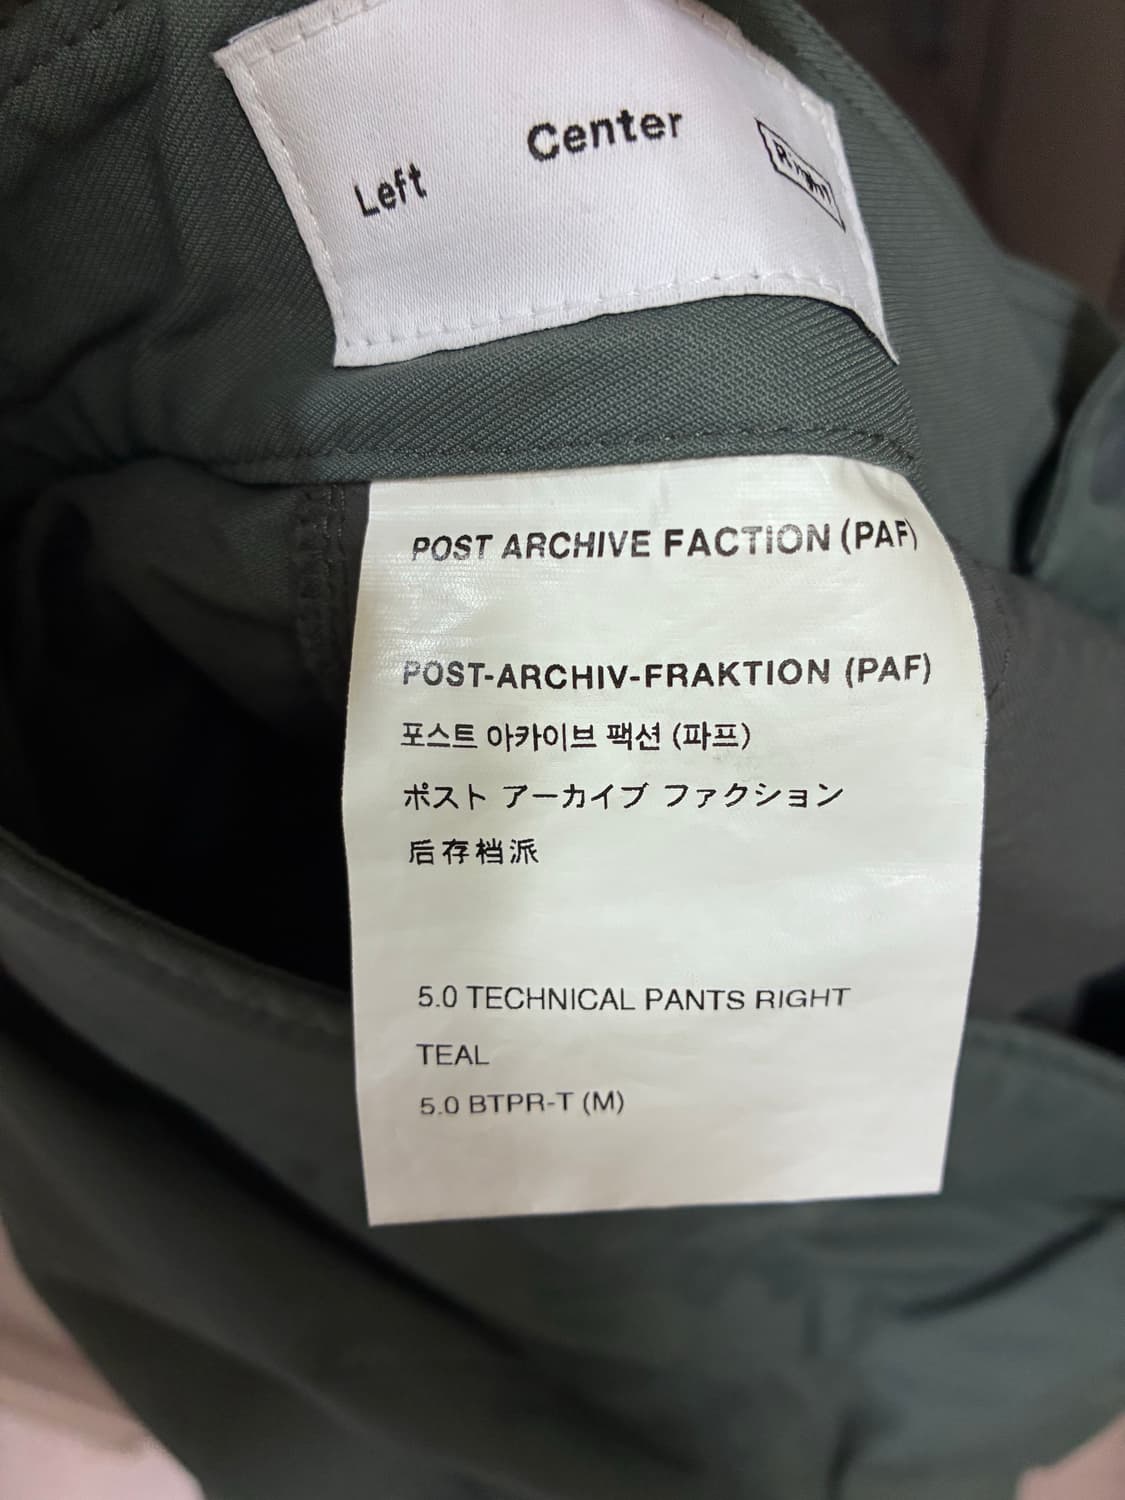 Left Center Right
POST ARCHIVE FACTION (PAF)
POST-ARCHIV-FRAKTION (PAF)
포스트 아카이브 팩션 (파프)
ポスト アーカイブ ファクション
后存档派
5.0 TECHNICAL PANTS RIGHT
TEAL
5.0 BTPR-T (M)